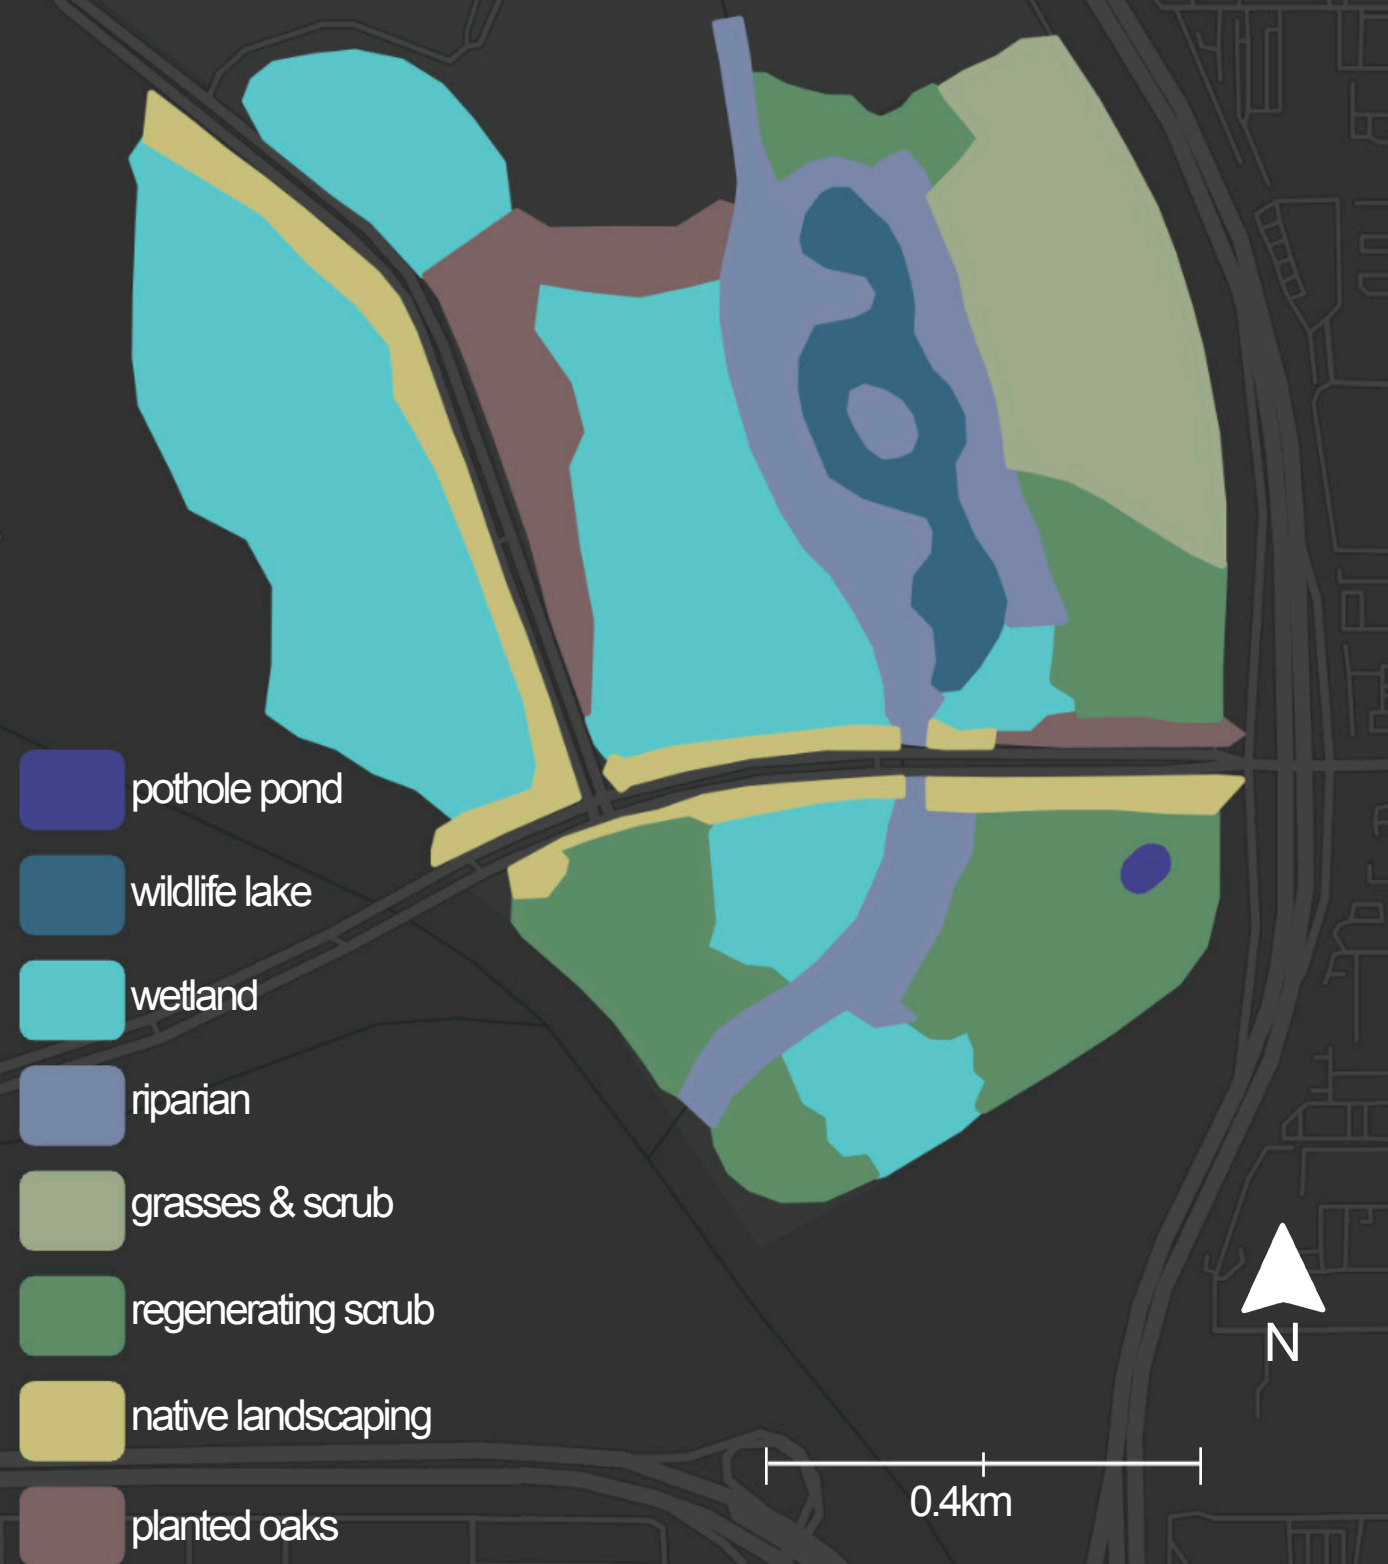 pothole pond
wildlife lake
wetland
riparian
grasses & scrub
regenerating scrub
native landscaping
planted oaks
N
0.4km